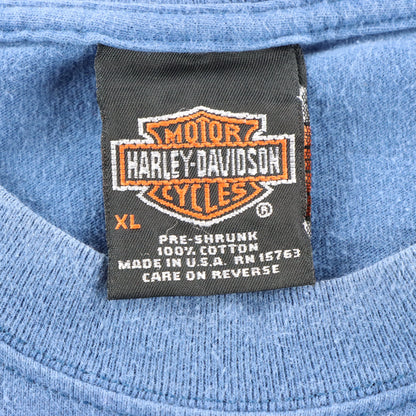 MOTOR
HARLEY-DAVIDSON
CYCLES
®
XL
PRE-SHRUNK
100% COTTON
MADE IN U.S.A. RN 15763
CARE ON REVERSE